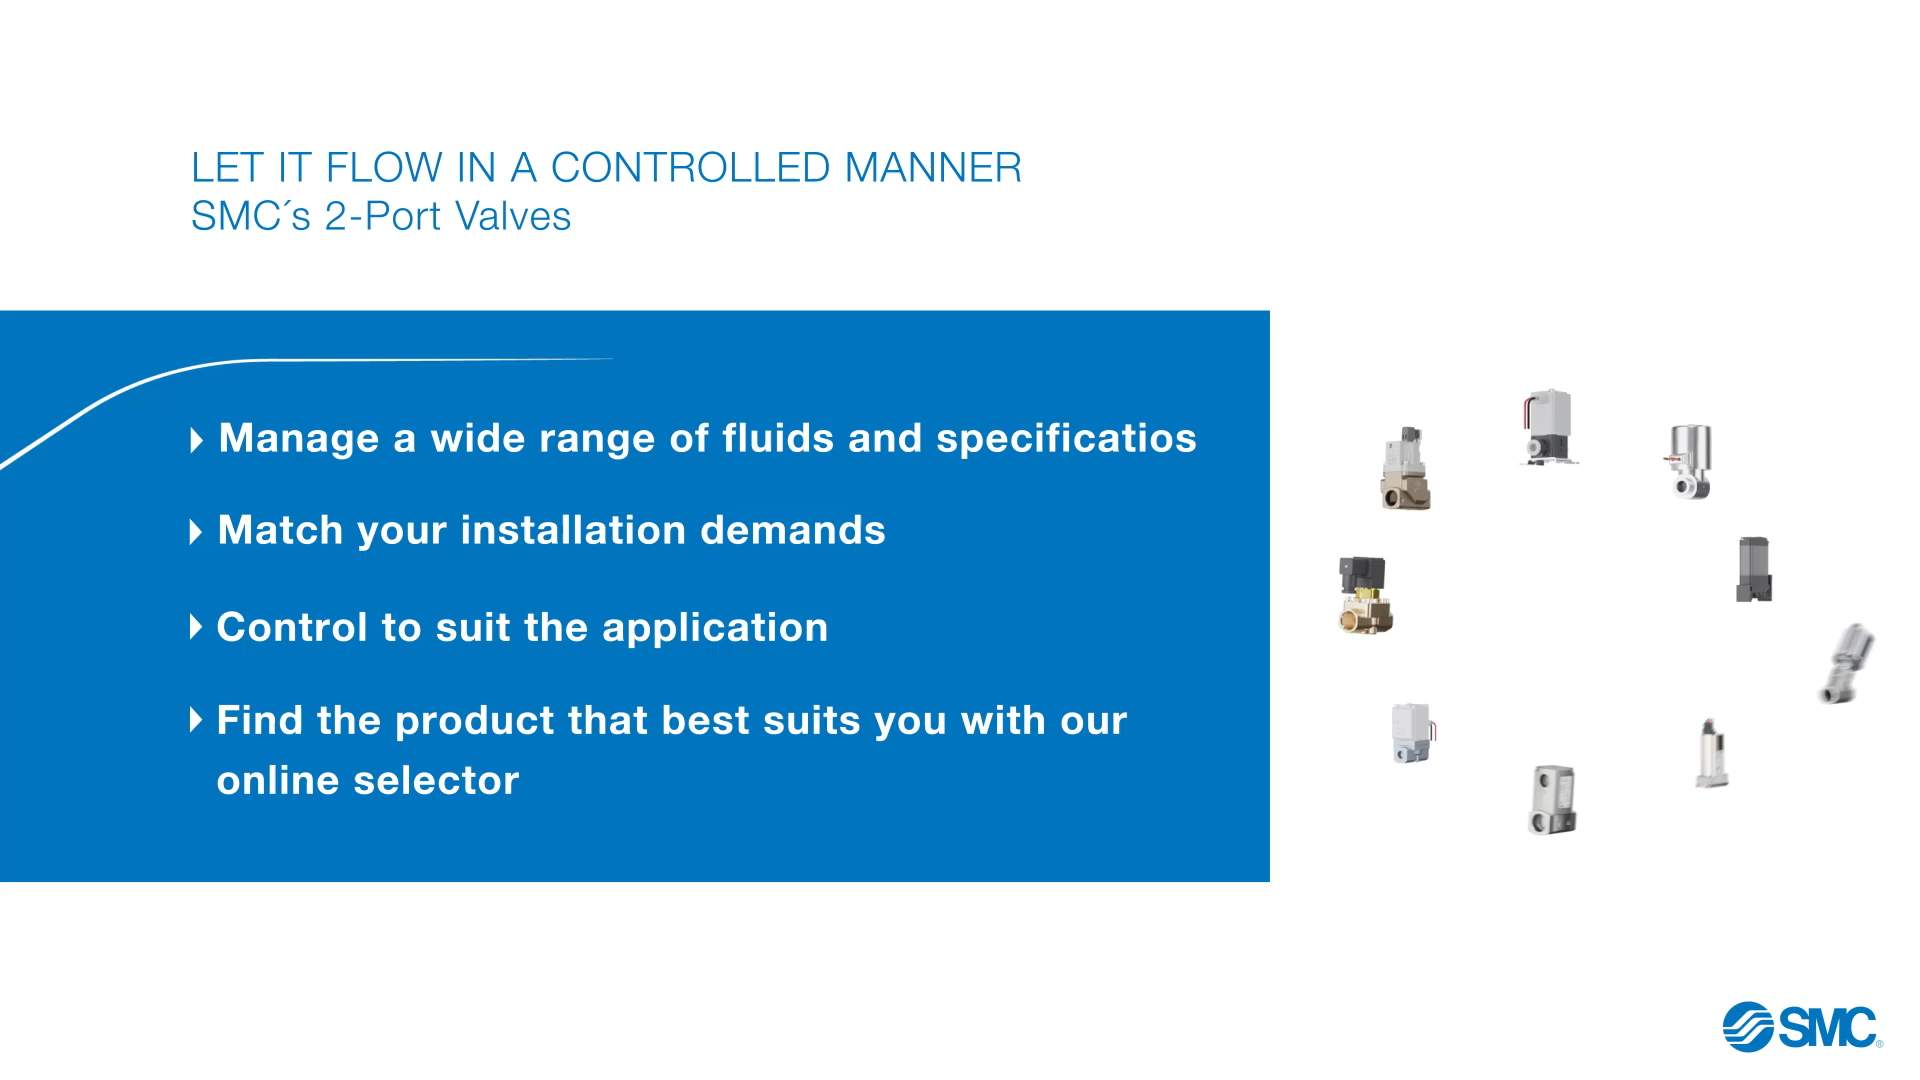 LET IT FLOW IN A CONTROLLED MANNER
SMC´s 2-Port Valves
Manage a wide range of fluids and specificatios
Match your installation demands
Control to suit the application
Find the product that best suits you with our
online selector
SMC®